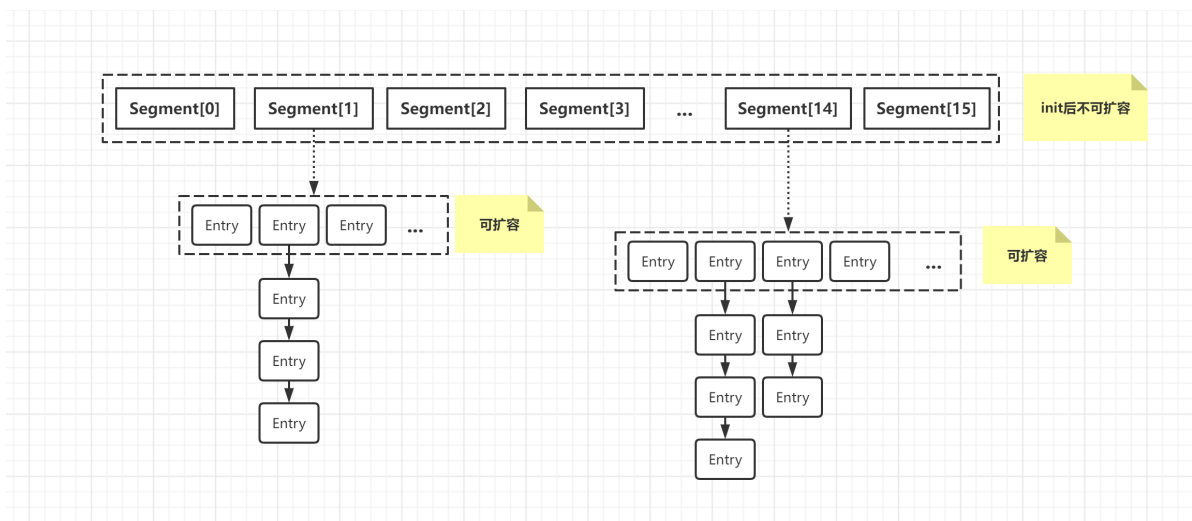 Segment[0] Segment[1] Segment[2] Segment[3] ... Segment[14] Segment[15]
init后不可扩容
Entry Entry Entry ...
可扩容
Entry
Entry
Entry
Entry Entry Entry Entry ...
可扩容
Entry Entry
Entry Entry
Entry